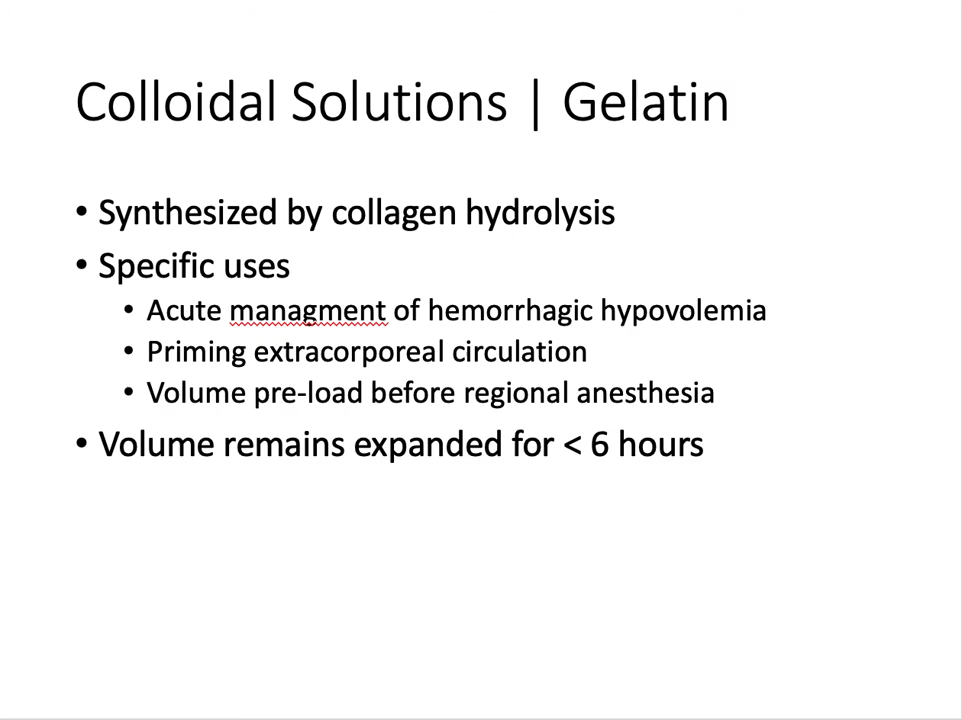 Colloidal Solutions | Gelatin
• Synthesized by collagen hydrolysis
• Specific uses
• Acute managment of hemorrhagic hypovolemia
• Priming extracorporeal circulation
• Volume pre-load before regional anesthesia
• Volume remains expanded for < 6 hours